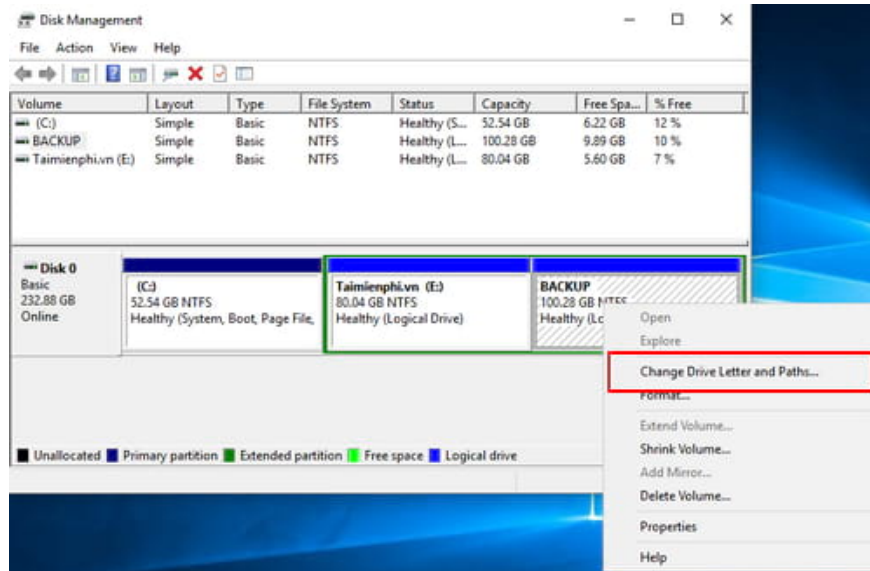 Disk Management
File Action View Help
Volume Layout Type File System Status Capacity Free Spa... % Free
(C:) Simple Basic NTFS Healthy (S... 52.54 GB 6.22 GB 12 %
BACKUP Simple Basic NTFS Healthy (L... 100.28 GB 9.89 GB 10 %
Taimienphi.vn (E:) Simple Basic NTFS Healthy (L... 80.04 GB 5.60 GB 7 %
Disk 0
Basic
232.88 GB
Online
(C:)
52.54 GB NTFS
Healthy (System, Boot, Page File,
Taimienphi.vn (E:)
80.04 GB NTFS
Healthy (Logical Drive)
BACKUP
100.28 GB NTFS
Healthy (Lo
Open
Explore
Change Drive Letter and Paths...
Format...
Extend Volume...
Shrink Volume...
Add Mirror...
Delete Volume...
Properties
Help
Unallocated Primary partition Extended partition Free space Logical drive